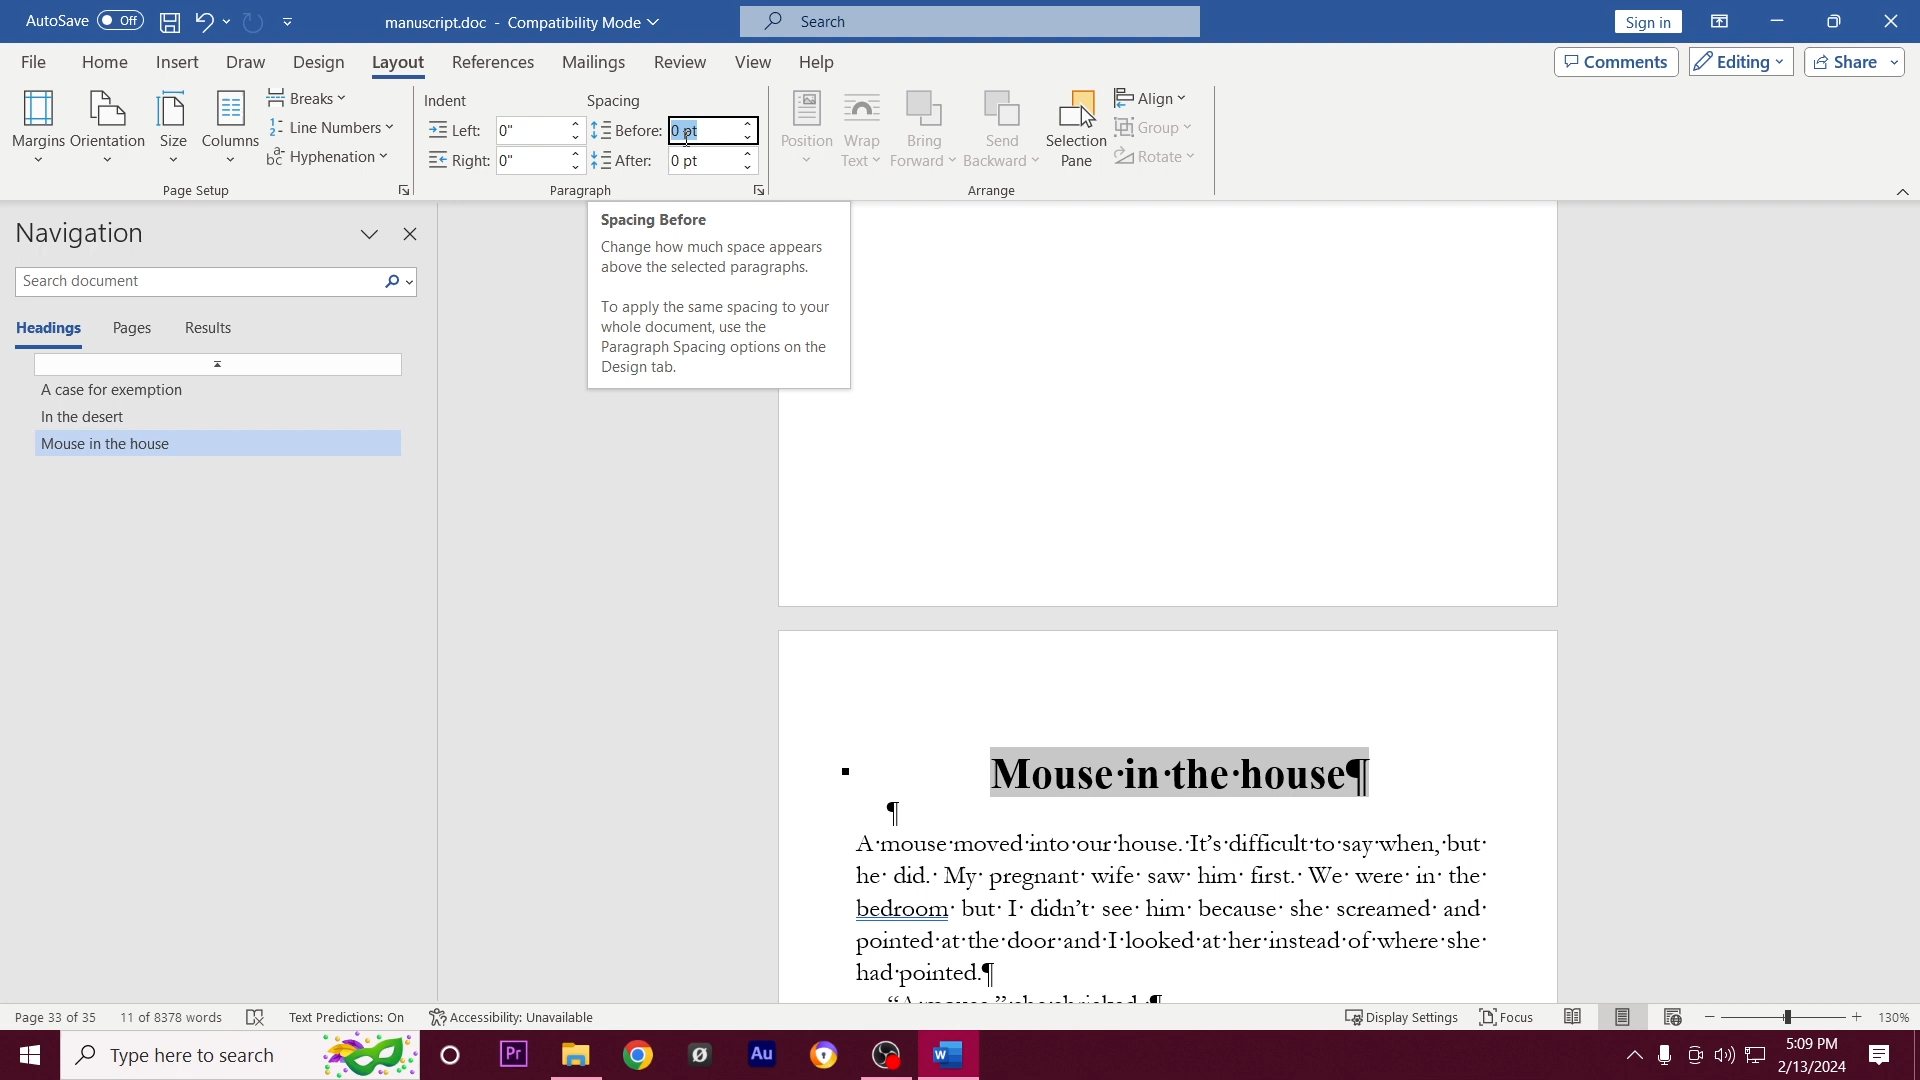 AutoSave Off manuscript.doc - Compatibility Mode Search Sign in
File Home Insert Draw Design Layout References Mailings Review View Help Comments Editing Share
Margins Orientation Size Columns Breaks Line Numbers Hyphenation
Page Setup
Indent Spacing
Left: 0" Before: 0 pt
Right: 0" After: 0 pt
Paragraph
Position Wrap Text Bring Forward Send Backward Selection Pane Align Group Rotate
Arrange
Spacing Before
Change how much space appears
above the selected paragraphs.
To apply the same spacing to your
whole document, use the
Paragraph Spacing options on the
Design tab.
Navigation
Search document
Headings Pages Results
A case for exemption
In the desert
Mouse in the house
Mouse·in·the·house¶
¶
A·mouse·moved·into·our·house.·It’s·difficult·to·say·when,·but·
he· did.· My· pregnant· wife· saw· him· first.· We· were· in· the·
bedroom· but· I· didn’t· see· him· because· she· screamed· and·
pointed·at·the·door·and·I·looked·at·her·instead·of·where·she·
had·pointed.¶
“A·mouse,”·she·shrieked.·¶
Page 33 of 35 11 of 8378 words Text Predictions: On Accessibility: Unavailable Display Settings Focus 130%
Type here to search Pr Au W 5:09 PM
2/13/2024